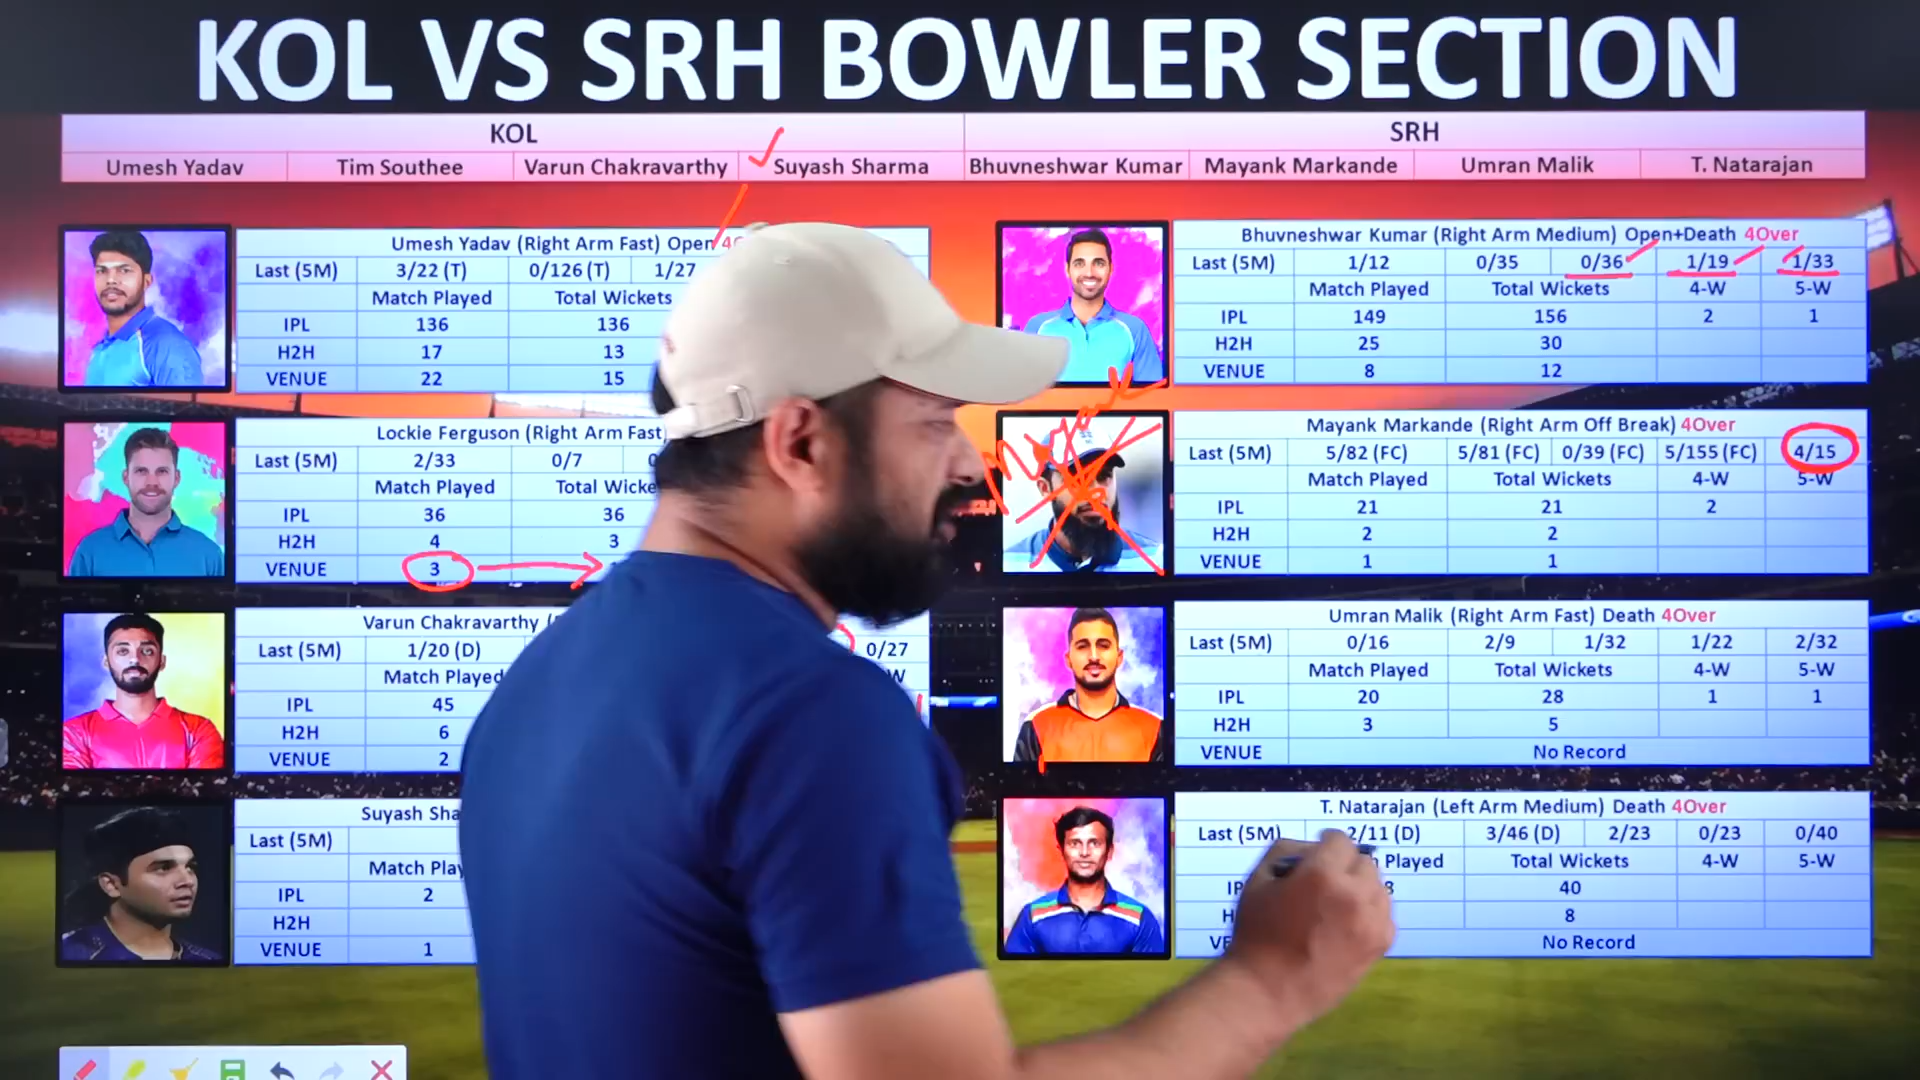 KOL VS SRH BOWLER SECTION
KOL SRH
Umesh Yadav Tim Southee Varun Chakravarthy Suyash Sharma Bhuvneshwar Kumar Mayank Markande Umran Malik T. Natarajan
Umesh Yadav (Right Arm Fast) Open
Last (5M) 3/22 (T) 0/126 (T) 1/27
Match Played Total Wickets
IPL 136 136
H2H 17 13
VENUE 22 15
Lockie Ferguson (Right Arm Fast)
Last (5M) 2/33 0/7
Match Played Total
IPL 36 36
H2H 4 3
VENUE 3
Varun Chakravarthy
Last (5M) 1/20 (D) 0/27
Match Played
IPL 45
H2H 6
VENUE 2
Suyash
Last (5M)
Match
IPL 2
H2H
VENUE 1
Bhuvneshwar Kumar (Right Arm Medium) Open+Death 4Over
Last (5M) 1/12 0/35 0/36 1/19 1/33
Match Played Total Wickets 4-W 5-W
IPL 149 156 2 1
H2H 25 30
VENUE 8 12
Mayank
Mayank Markande (Right Arm Off Break) 4Over
Last (5M) 5/82 (FC) 5/81 (FC) 0/39 (FC) 5/155 (FC) 4/15
Match Played Total Wickets 4-W 5-W
IPL 21 21 2
H2H 2 2
VENUE 1 1
Umran Malik (Right Arm Fast) Death 4Over
Last (5M) 0/16 2/9 1/32 1/22 2/32
Match Played Total Wickets 4-W 5-W
IPL 20 28 1 1
H2H 3 5
VENUE No Record
T. Natarajan (Left Arm Medium) Death 4Over
Last (5M) 2/11 (D) 3/46 (D) 2/23 0/23 0/40
Played Total Wickets 4-W 5-W
40
8
No Record